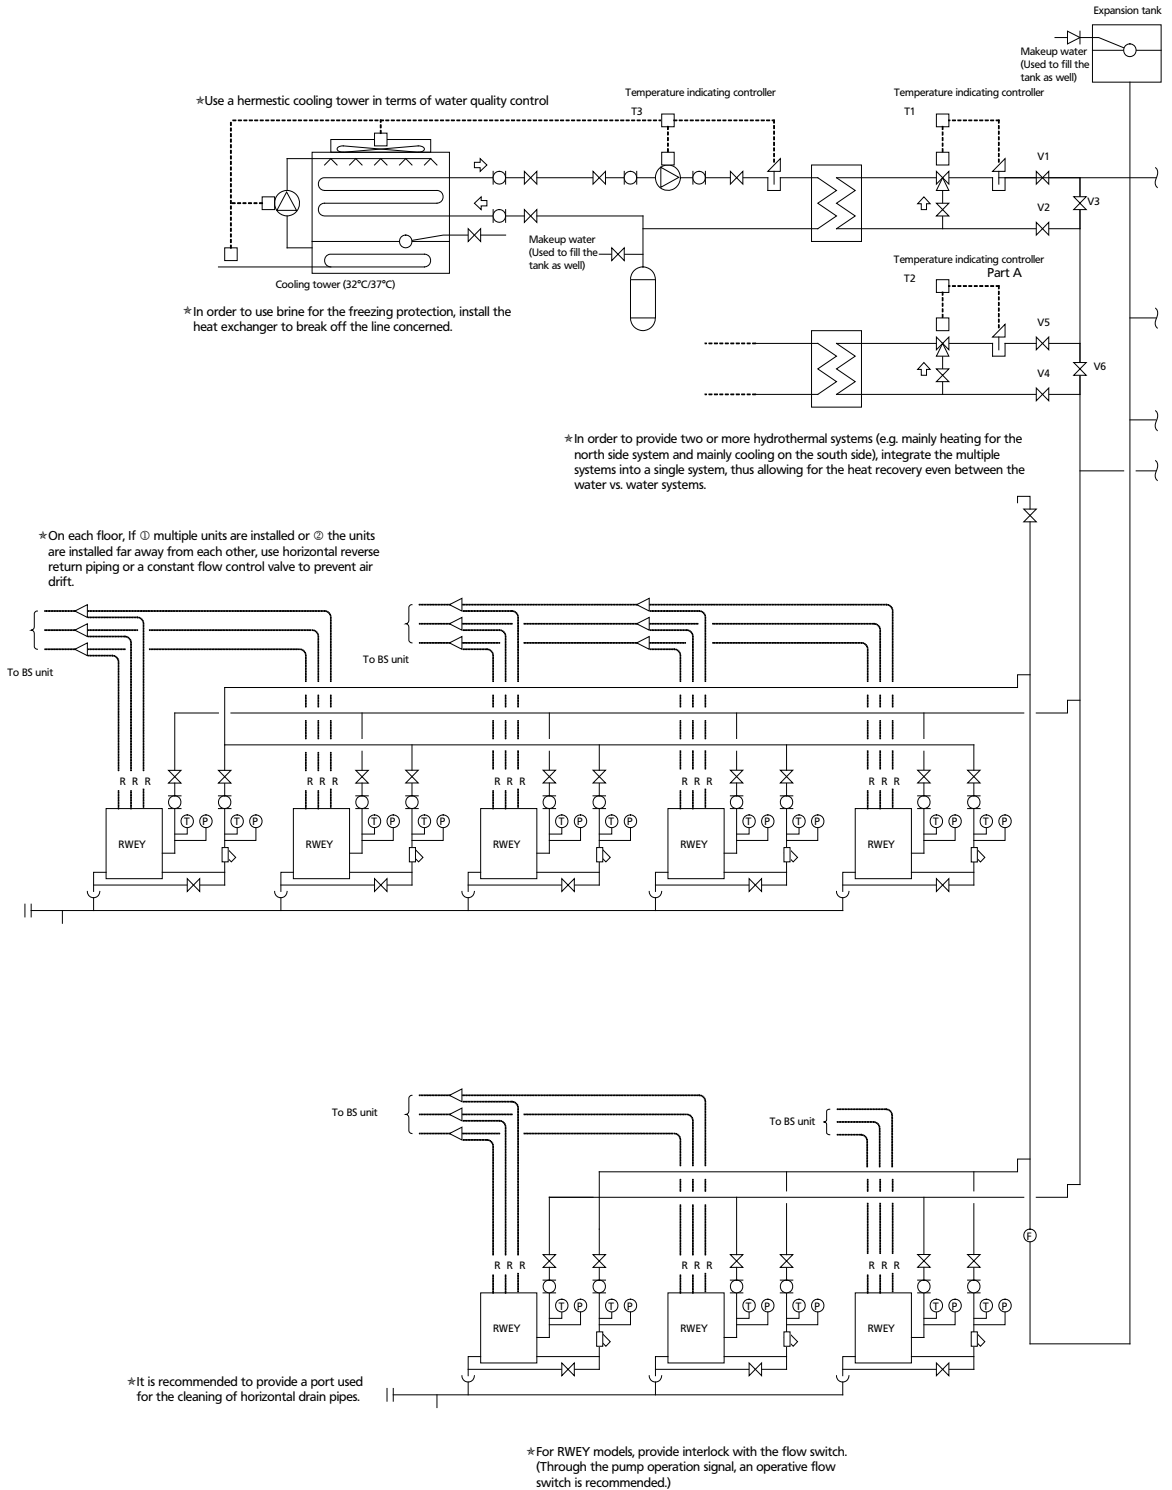 Expansion tank
Makeup water
(Used to fill the
tank as well)
Temperature indicating controller
T3
Temperature indicating controller
T1
*Use a hermestic cooling tower in terms of water quality control
V1
V2
V3
Makeup water
(Used to fill the
tank as well)
Cooling tower (32°C/37°C)
Temperature indicating controller
T2
Part A
V5
V4
V6
*In order to use brine for the freezing protection, install the
heat exchanger to break off the line concerned.
*In order to provide two or more hydrothermal systems (e.g. mainly heating for the
north side system and mainly cooling on the south side), integrate the multiple
systems into a single system, thus allowing for the heat recovery even between the
water vs. water systems.
*On each floor, If ① multiple units are installed or ② the units
are installed far away from each other, use horizontal reverse
return piping or a constant flow control valve to prevent air
drift.
To BS unit
To BS unit
R R R R R R R R R R R R R R R
T P T P T P T P T P T P T P T P T P T P
RWEY RWEY RWEY RWEY RWEY
To BS unit
To BS unit
F
R R R R R R R R R
T P T P T P T P T P T P
RWEY RWEY RWEY
*It is recommended to provide a port used
for the cleaning of horizontal drain pipes.
*For RWEY models, provide interlock with the flow switch.
(Through the pump operation signal, an operative flow
switch is recommended.)